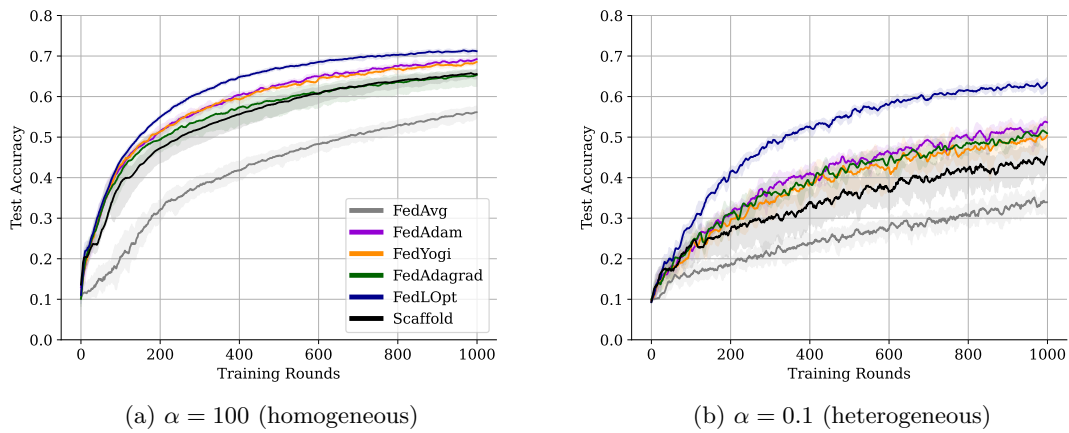 0.8
0.7
0.6
0.5
0.4
0.3
0.2
0.1
0.0
Test Accuracy
0 200 400 600 800 1000
Training Rounds
FedAvg
FedAdam
FedYogi
FedAdagrad
FedLOpt
Scaffold
(a) α = 100 (homogeneous)
0.8
0.7
0.6
0.5
0.4
0.3
0.2
0.1
0.0
Test Accuracy
0 200 400 600 800 1000
Training Rounds
(b) α = 0.1 (heterogeneous)